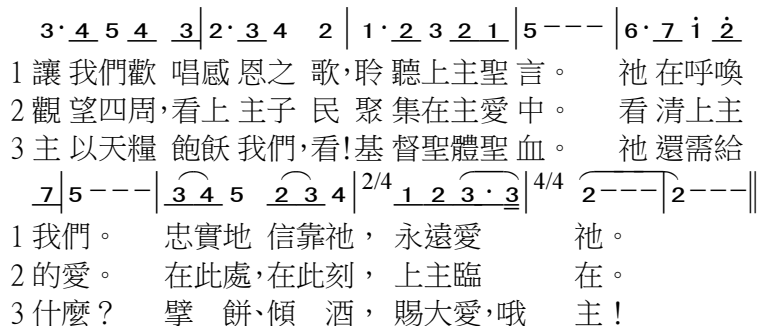 3·4 5 4 3|2·3 4 2|1·2 3 2 1|5 - - -|6·7 i̇ 2̇
1 讓 我們歡 唱感 恩之 歌,聆 聽上主聖 言。 祂 在呼喚
2 觀 望四周,看上 主子 民 聚 集在主愛 中。 看 清上主
3 主 以天糧 飽飫 我們,看!基 督聖體聖 血。 祂 還需給
7|5 - - -|3 4 5 2 3 4|2/4 1 2 3 · 3|4/4 2 - - -|2 - - -‖
1 我們。 忠實地 信靠祂, 永遠愛 祂。
2 的愛。 在此處,在此刻, 上主臨 在。
3 什麼? 擘 餅、傾 酒, 賜大愛,哦 主!